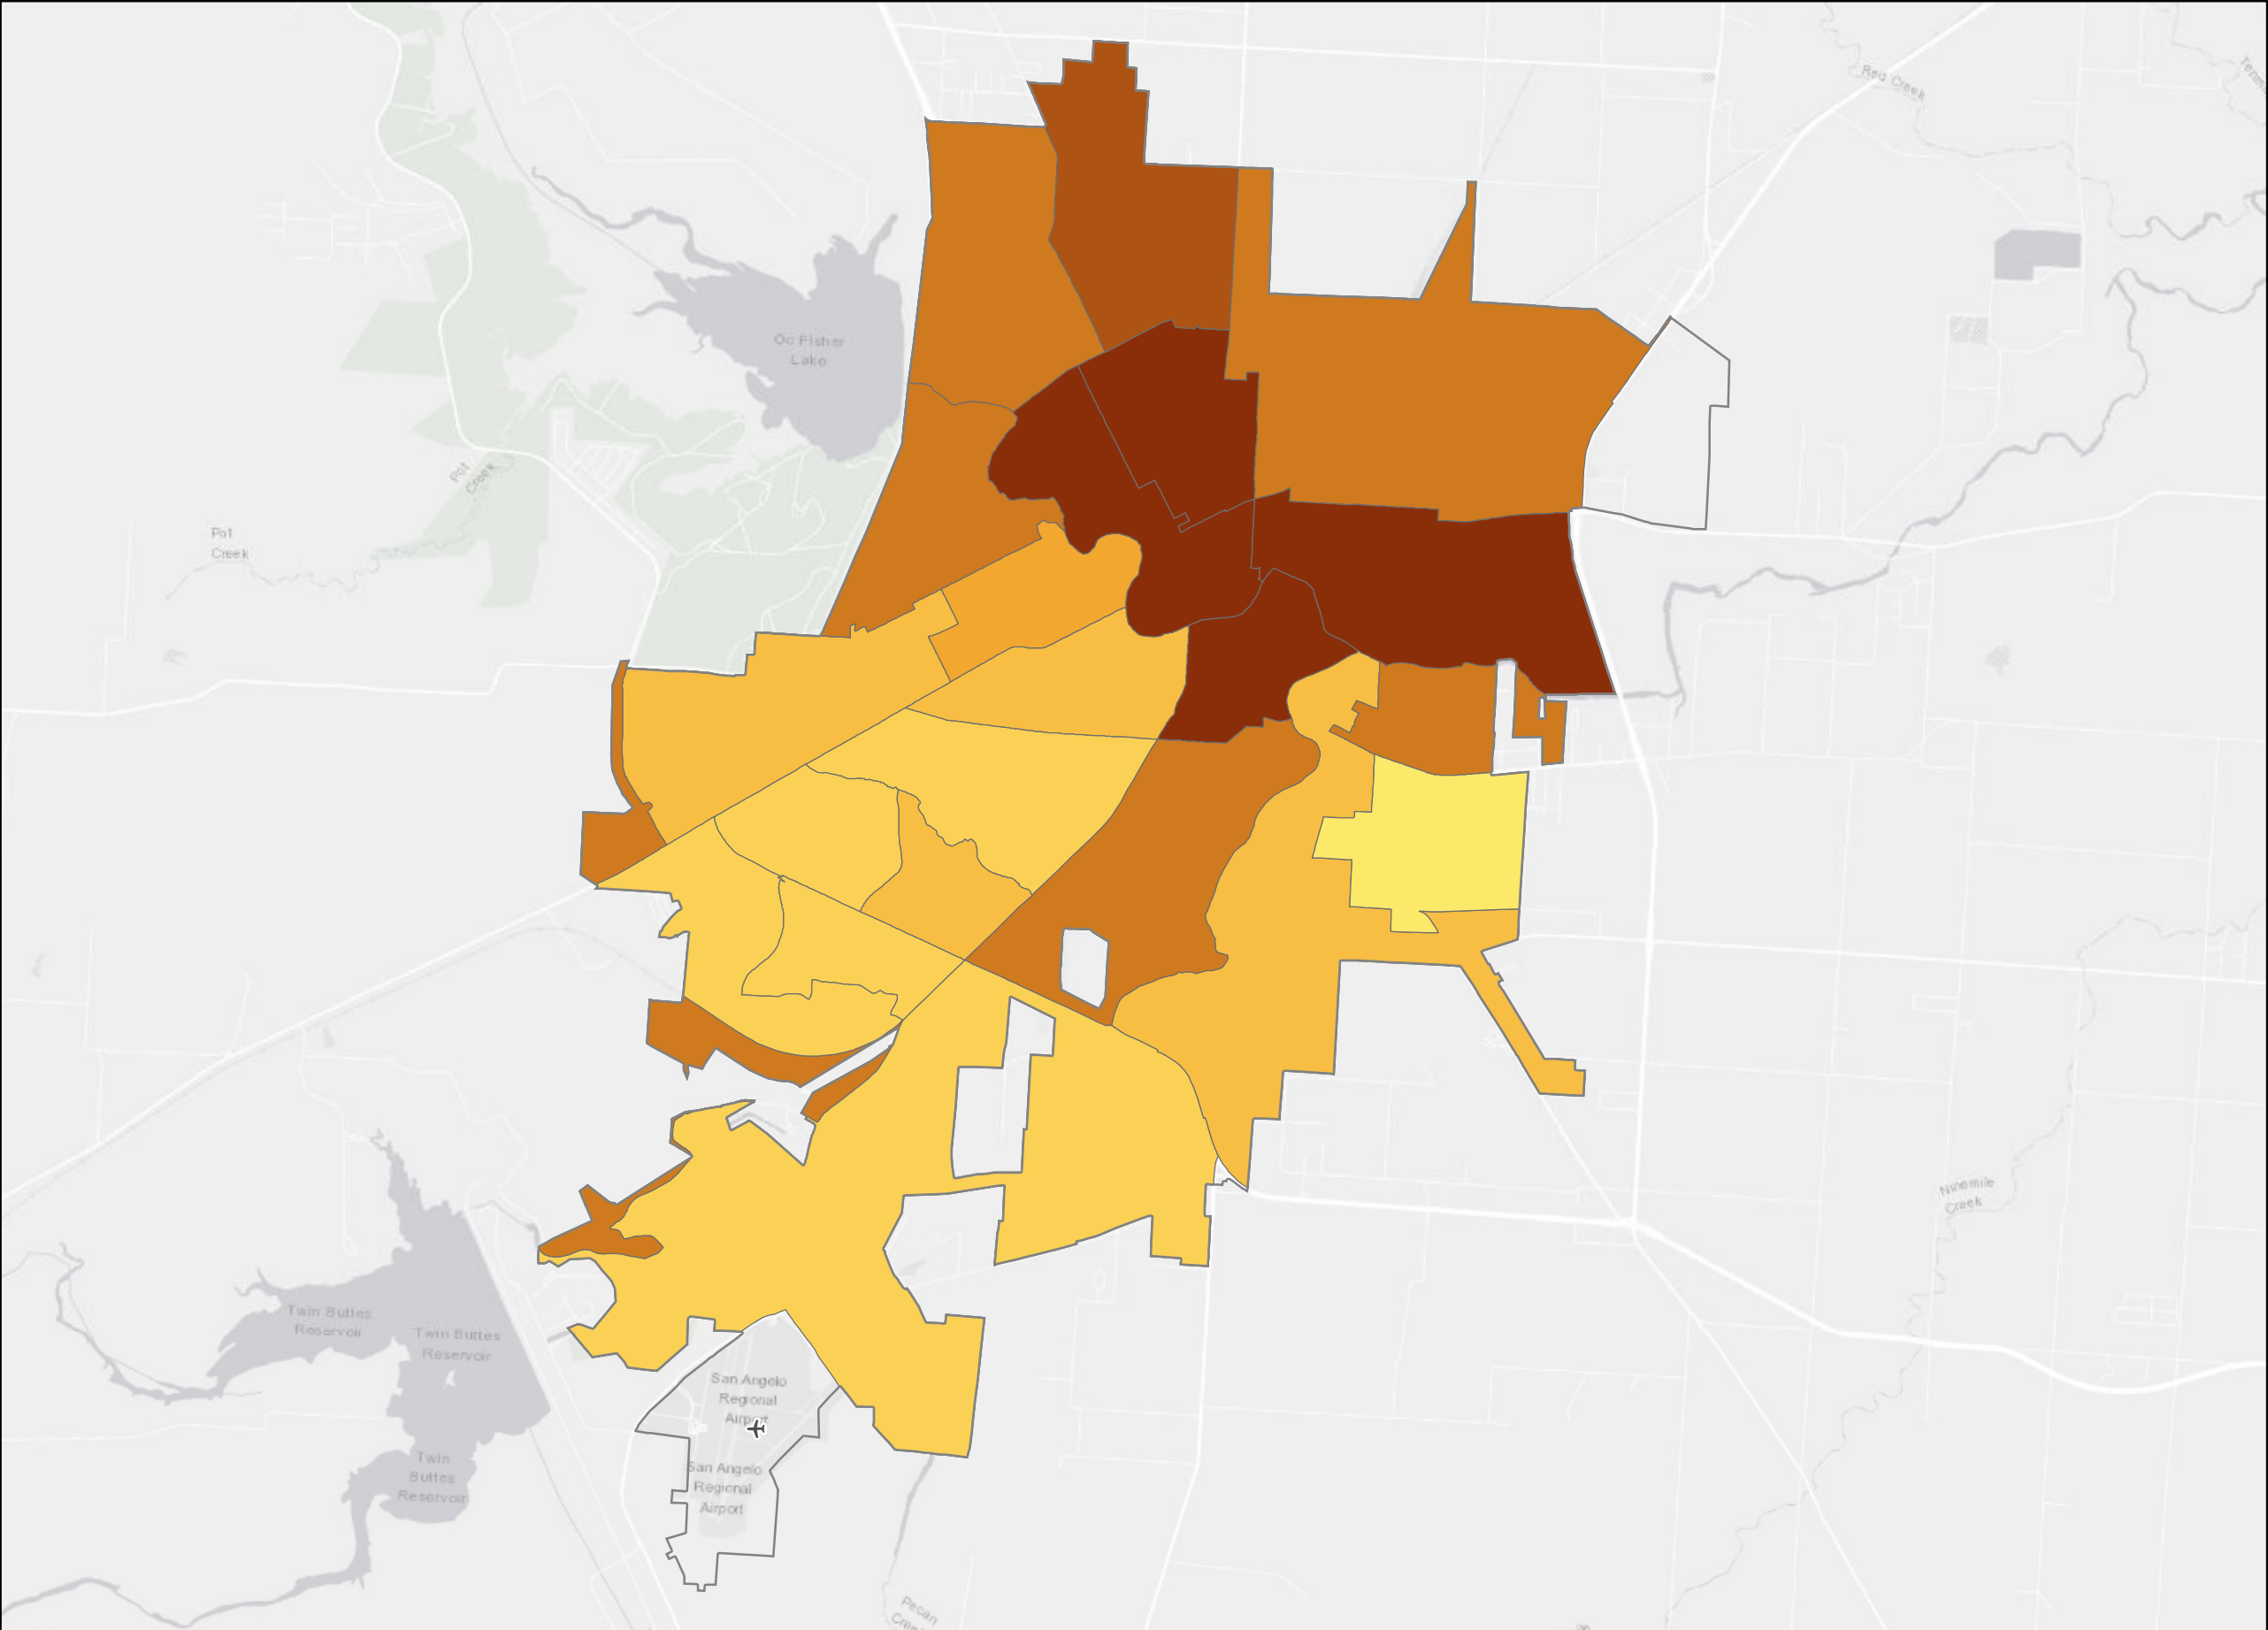 Red Creek
Oc Fisher
Lake
Pot
Creek
Pot
Creek
Ninemile
Creek
Twin Buttes
Reservoir
Twin Buttes
Reservoir
San Angelo
Regional
Airport
Twin
Buttes
Reservoir
San Angelo
Regional
Airport
Pecan